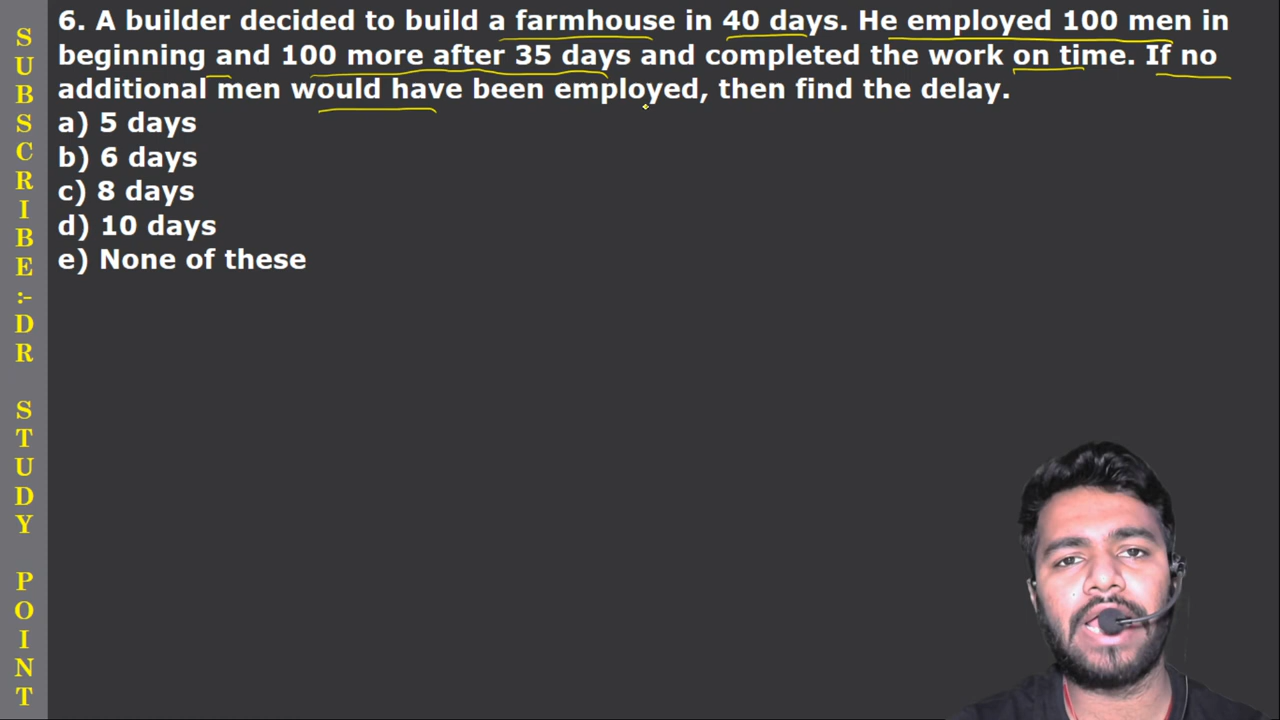 SUBSCRIBE :- DR STUDY POINT
6. A builder decided to build a farmhouse in 40 days. He employed 100 men in
beginning and 100 more after 35 days and completed the work on time. If no
additional men would have been employed, then find the delay.
a) 5 days
b) 6 days
c) 8 days
d) 10 days
e) None of these